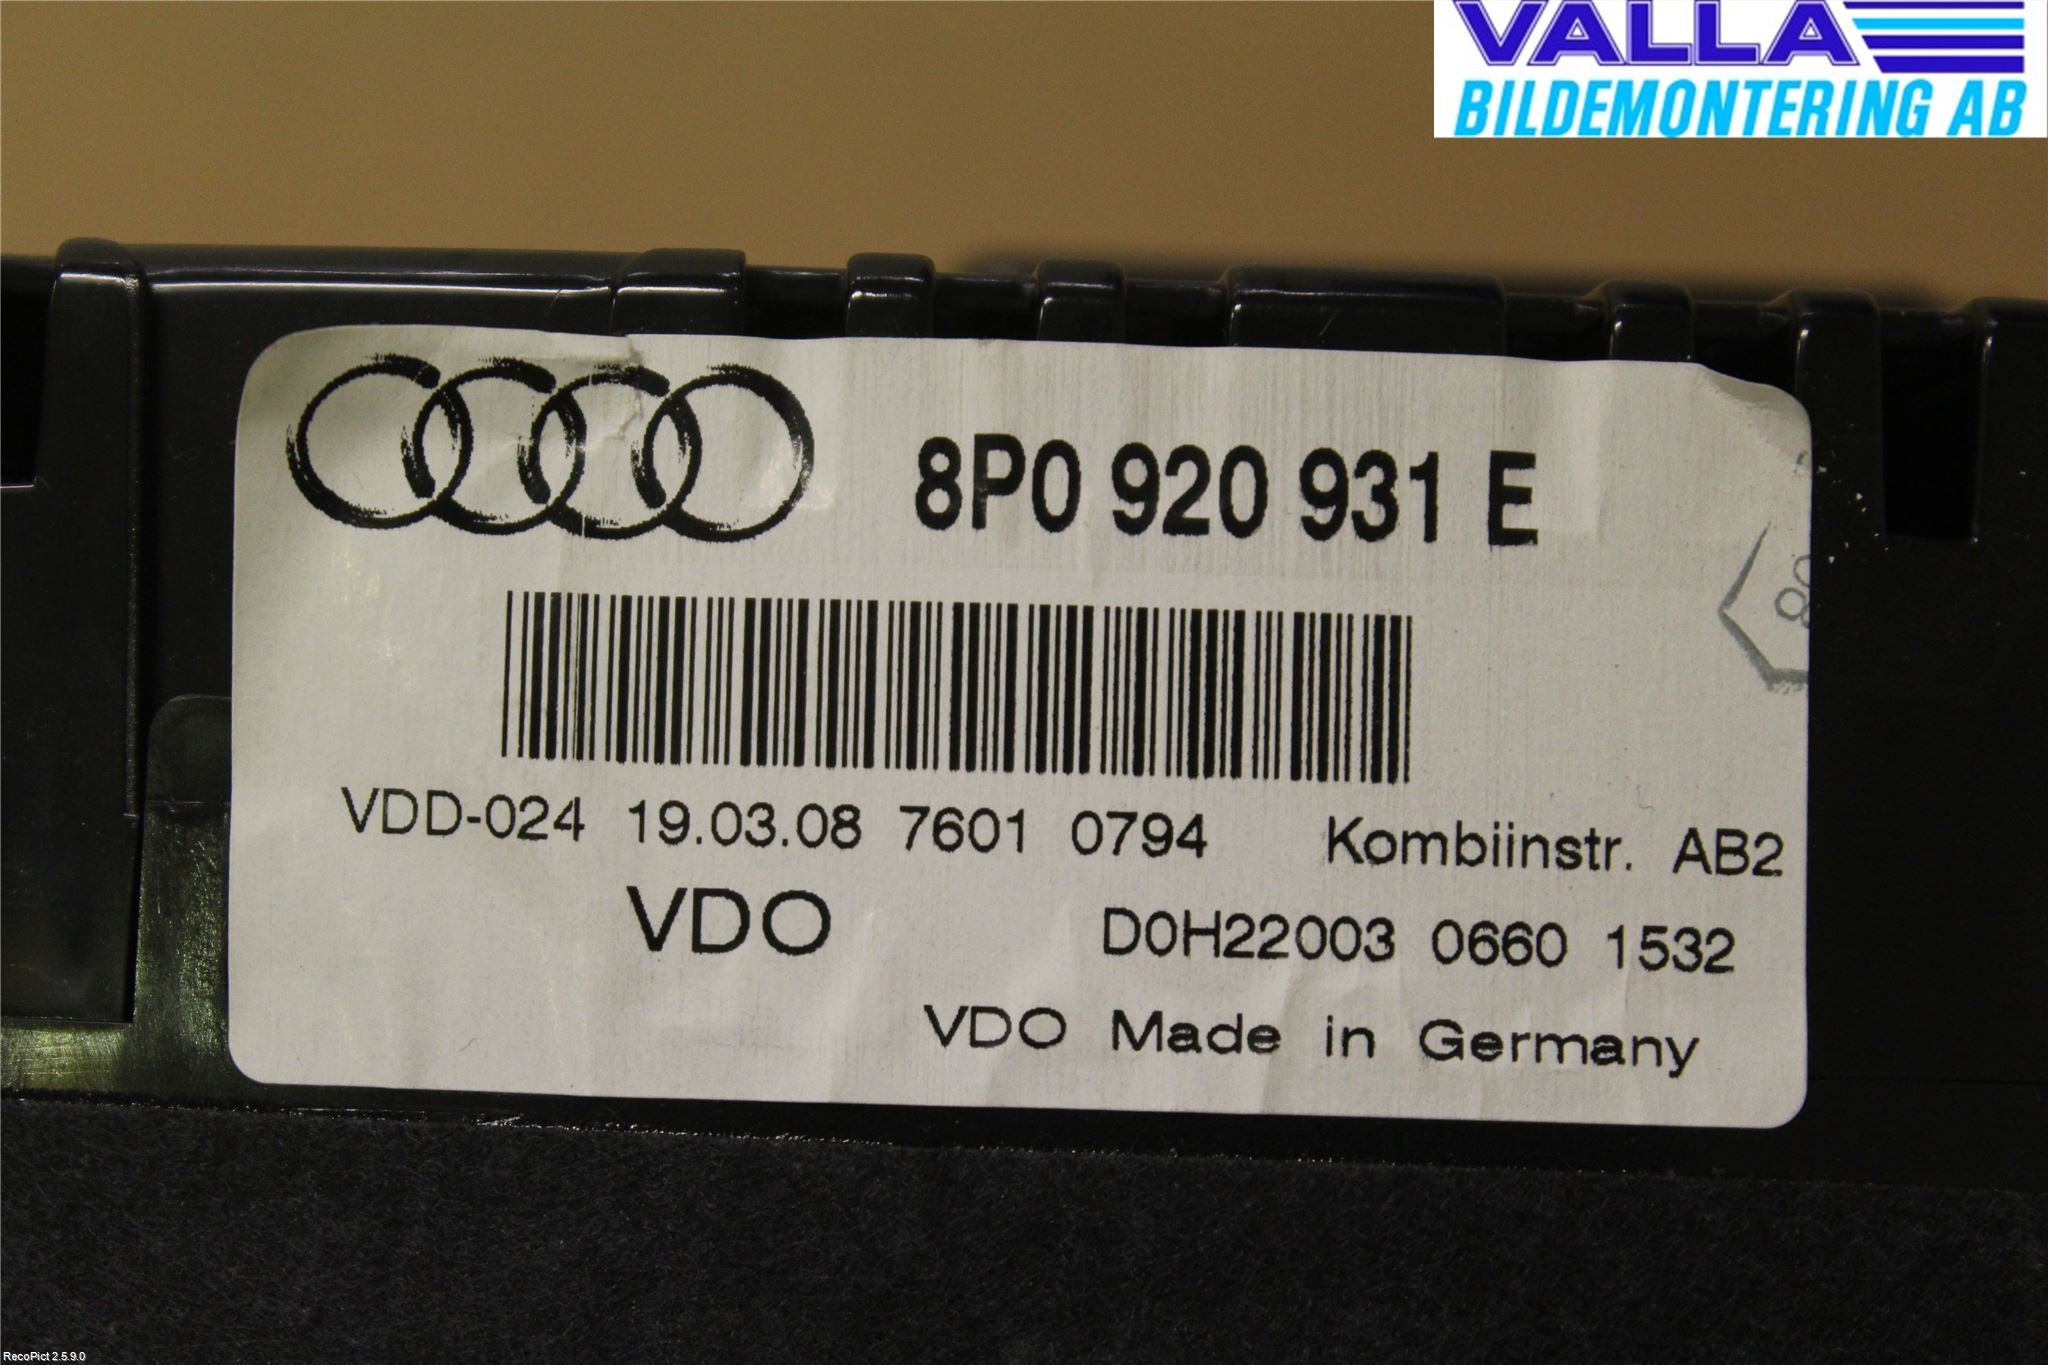 VALLA
BILDEMONTERING AB
8P0 920 931 E
80
VDD-024 19.03.08 7601 0794 Kombiinstr. AB2
VDO D0H22003 0660 1532
VDO Made in Germany
RecoPict 2.5.9.0